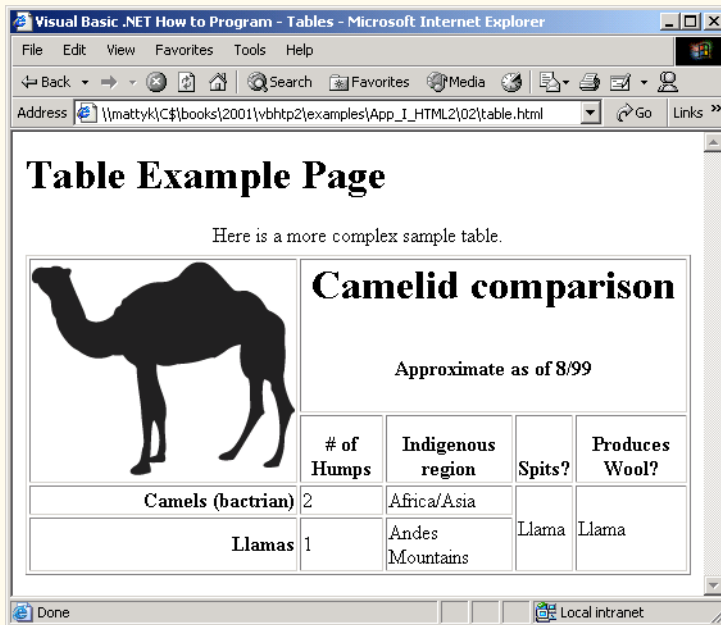 Visual Basic .NET How to Program - Tables - Microsoft Internet Explorer
File Edit View Favorites Tools Help
Back Search Favorites Media
Address \\mattyk\C$\books\2001\vbhtp2\examples\App_I_HTML2\02\table.html Go Links »
Table Example Page
Here is a more complex sample table.
Camelid comparison
Approximate as of 8/99
# of Humps
Indigenous region
Spits?
Produces Wool?
Camels (bactrian) 2 Africa/Asia
Llama Llama
Llamas 1 Andes Mountains
Done Local intranet